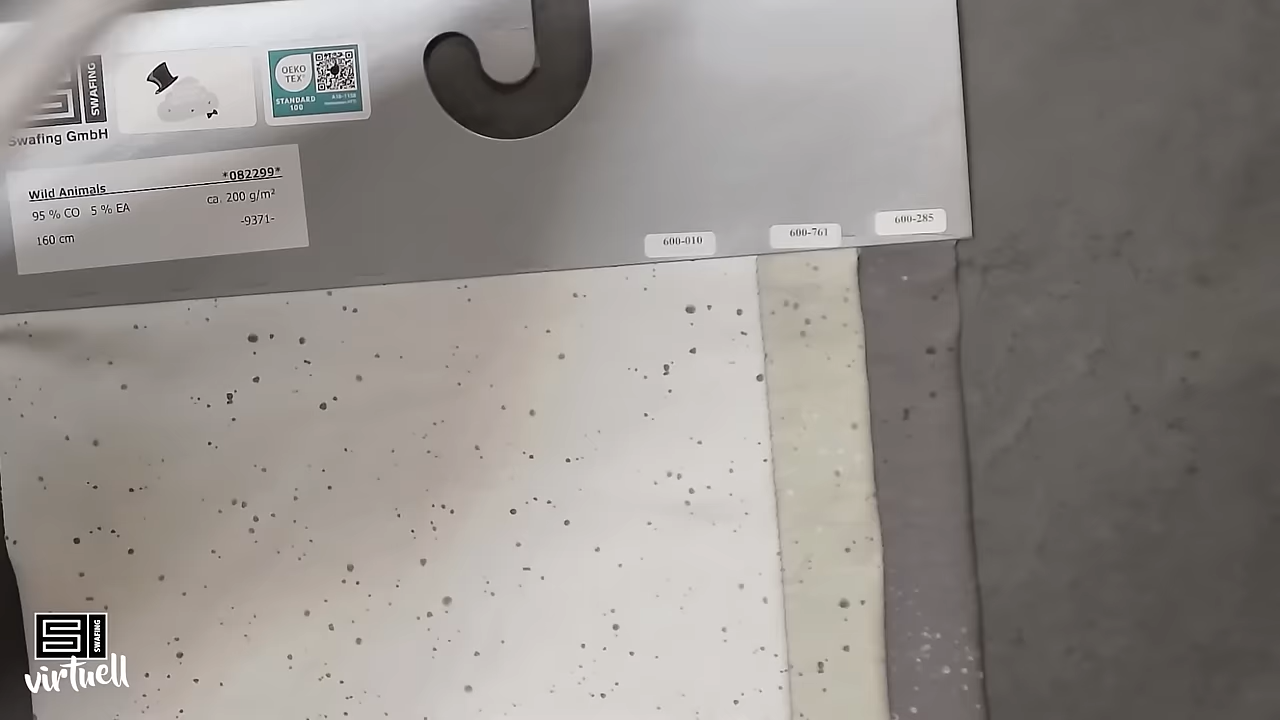 SWAFING
Swafing GmbH
OEKO
TEX®
STANDARD
100
Wild Animals *082299*
95 % CO 5 % EA ca. 200 g/m²
-9371-
160 cm
600-010
600-761
600-285
SWAFING
virtuell